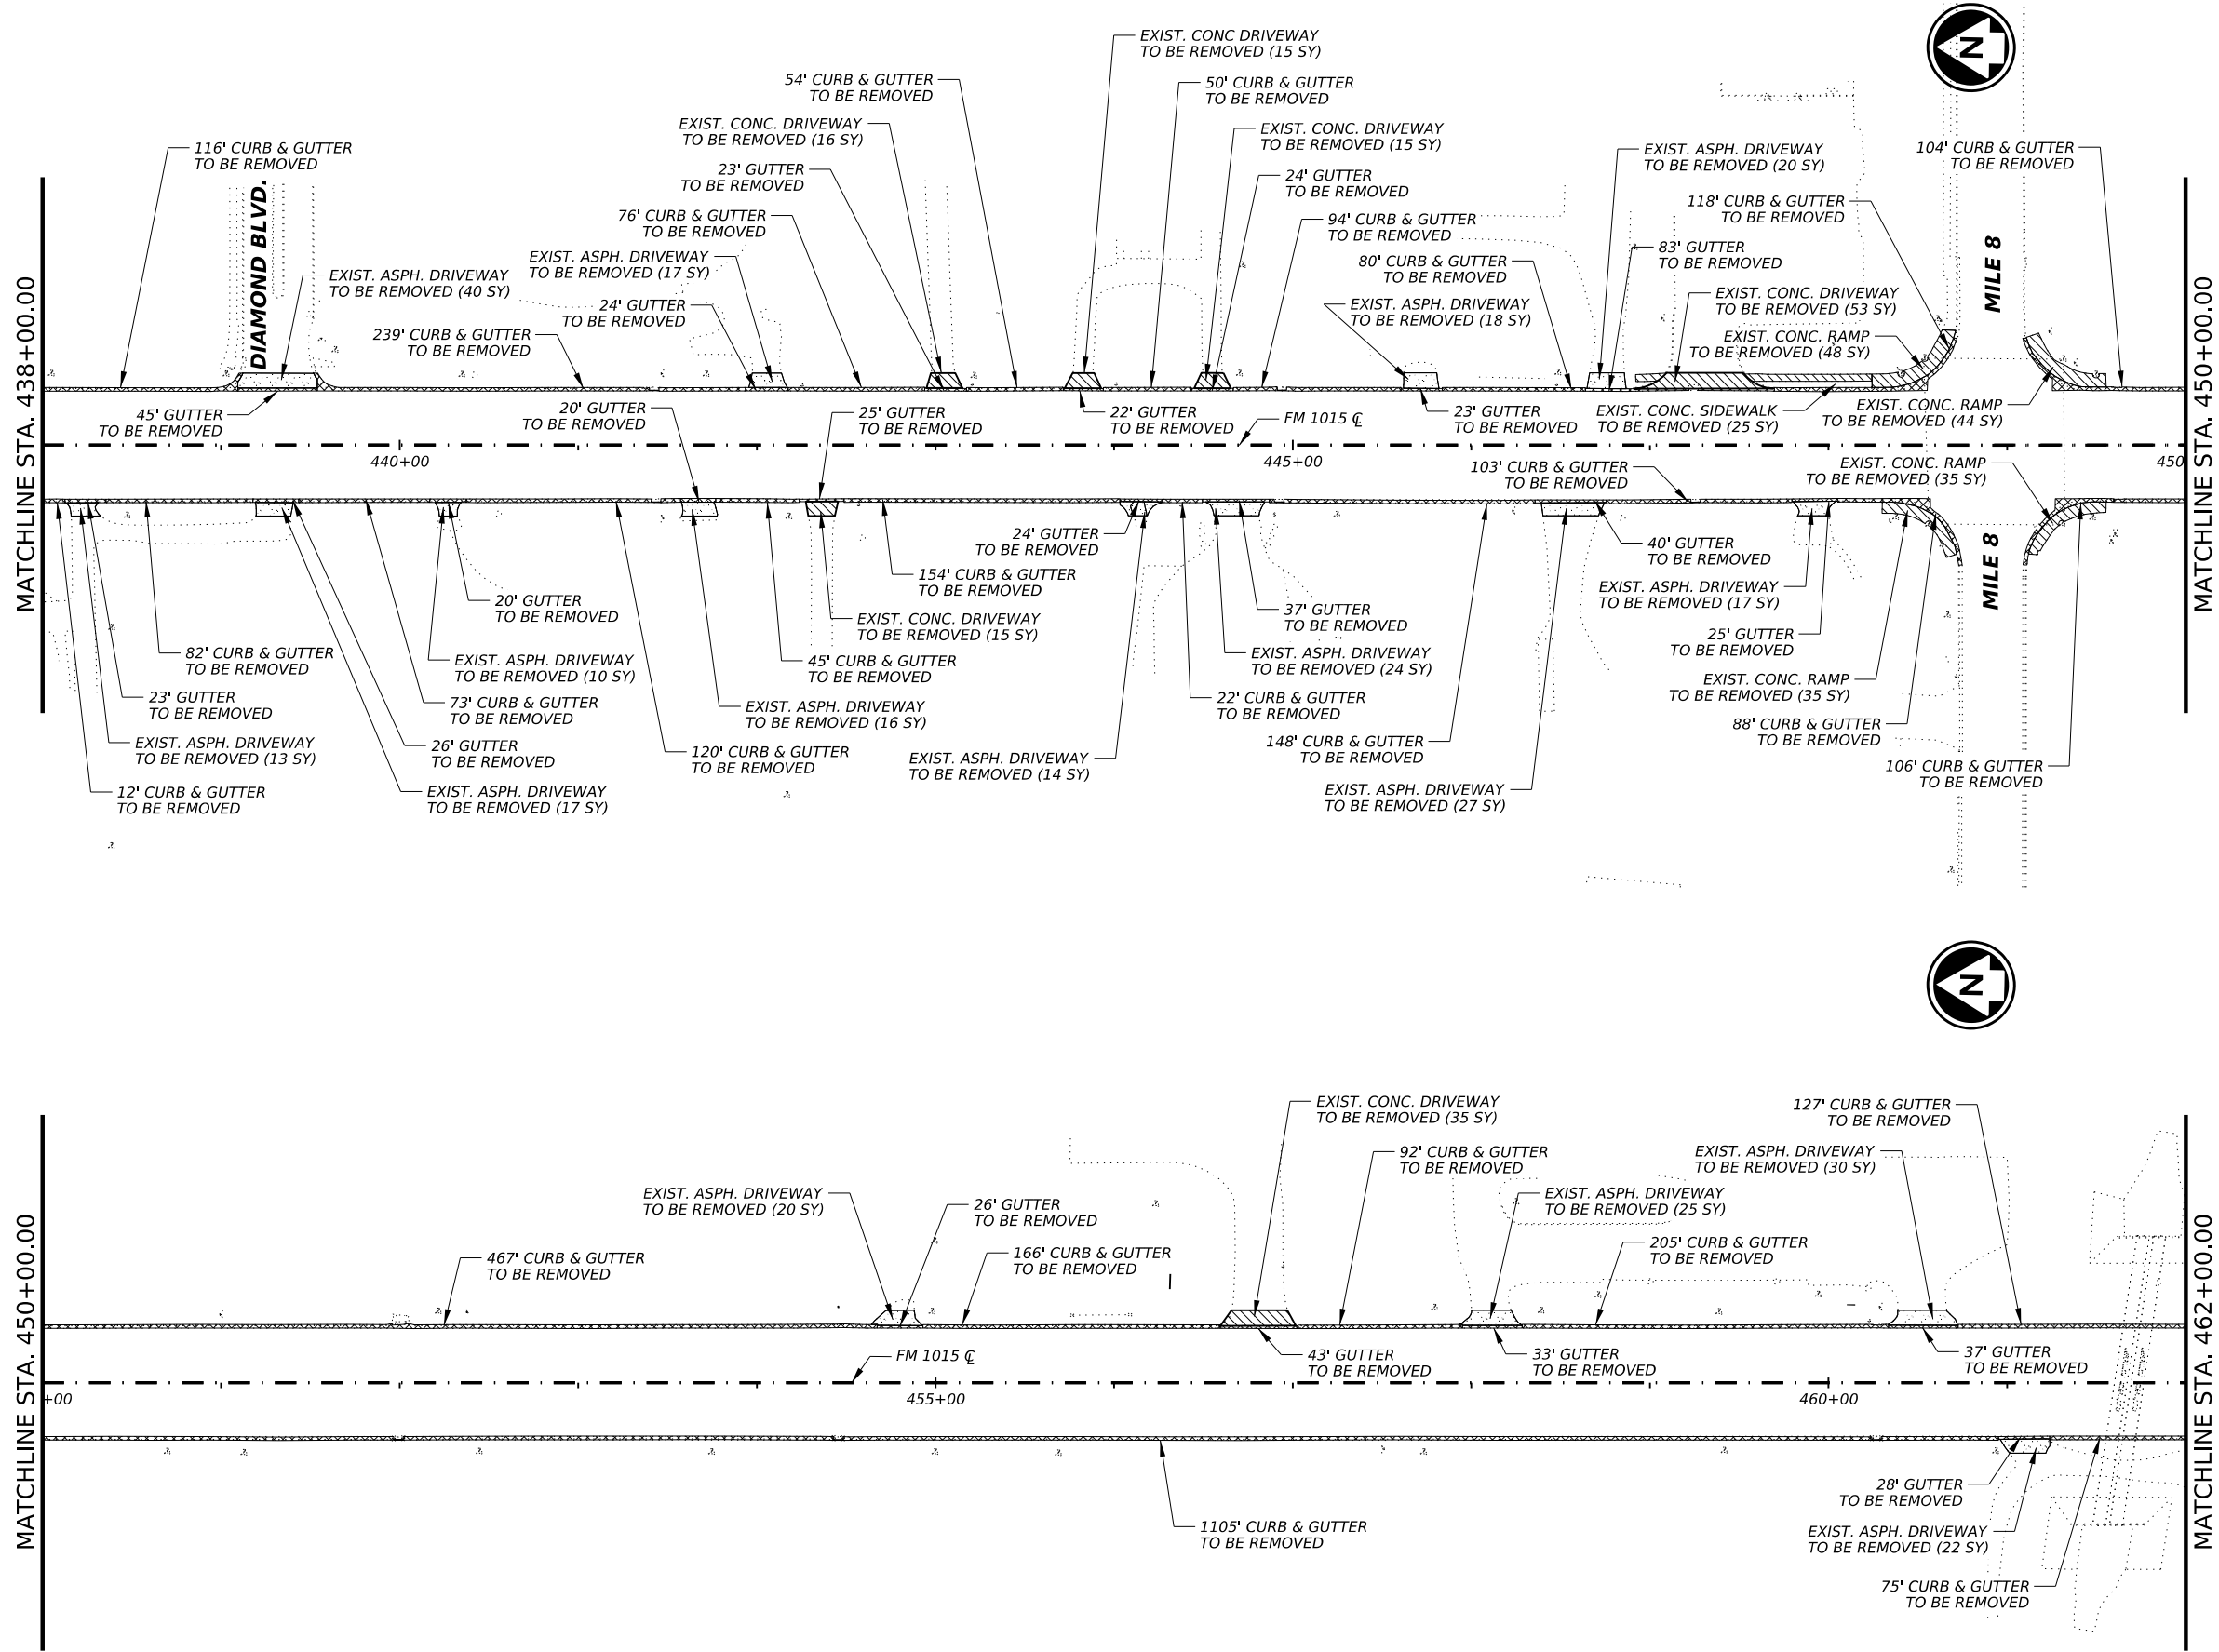 EXIST. CONC DRIVEWAY
TO BE REMOVED (15 SY)
54' CURB & GUTTER
TO BE REMOVED
50' CURB & GUTTER
TO BE REMOVED
EXIST. CONC. DRIVEWAY
TO BE REMOVED (16 SY)
EXIST. CONC. DRIVEWAY
TO BE REMOVED (15 SY)
116' CURB & GUTTER
TO BE REMOVED
EXIST. ASPH. DRIVEWAY
TO BE REMOVED (20 SY)
104' CURB & GUTTER
TO BE REMOVED
23' GUTTER
TO BE REMOVED
24' GUTTER
TO BE REMOVED
118' CURB & GUTTER
TO BE REMOVED
76' CURB & GUTTER
TO BE REMOVED
94' CURB & GUTTER
TO BE REMOVED
83' GUTTER
TO BE REMOVED
EXIST. ASPH. DRIVEWAY
TO BE REMOVED (17 SY)
80' CURB & GUTTER
TO BE REMOVED
DIAMOND BLVD.
MILE 8
EXIST. ASPH. DRIVEWAY
TO BE REMOVED (40 SY)
EXIST. CONC. DRIVEWAY
TO BE REMOVED (53 SY)
24' GUTTER
TO BE REMOVED
EXIST. ASPH. DRIVEWAY
TO BE REMOVED (18 SY)
239' CURB & GUTTER
TO BE REMOVED
EXIST. CONC. RAMP
TO BE REMOVED (48 SY)
45' GUTTER
TO BE REMOVED
20' GUTTER
TO BE REMOVED
25' GUTTER
TO BE REMOVED
22' GUTTER
TO BE REMOVED
FM 1015 ℄
23' GUTTER
TO BE REMOVED
EXIST. CONC. SIDEWALK
TO BE REMOVED (25 SY)
EXIST. CONC. RAMP
TO BE REMOVED (44 SY)
MATCHLINE STA. 438+00.00
MATCHLINE STA. 450+00.00
440+00
445+00
450
103' CURB & GUTTER
TO BE REMOVED
EXIST. CONC. RAMP
TO BE REMOVED (35 SY)
24' GUTTER
TO BE REMOVED
40' GUTTER
TO BE REMOVED
MILE 8
154' CURB & GUTTER
TO BE REMOVED
EXIST. ASPH. DRIVEWAY
TO BE REMOVED (17 SY)
20' GUTTER
TO BE REMOVED
37' GUTTER
TO BE REMOVED
EXIST. CONC. DRIVEWAY
TO BE REMOVED (15 SY)
25' GUTTER
TO BE REMOVED
82' CURB & GUTTER
TO BE REMOVED
EXIST. ASPH. DRIVEWAY
TO BE REMOVED (10 SY)
45' CURB & GUTTER
TO BE REMOVED
EXIST. ASPH. DRIVEWAY
TO BE REMOVED (24 SY)
EXIST. CONC. RAMP
TO BE REMOVED (35 SY)
23' GUTTER
TO BE REMOVED
73' CURB & GUTTER
TO BE REMOVED
EXIST. ASPH. DRIVEWAY
TO BE REMOVED (16 SY)
22' CURB & GUTTER
TO BE REMOVED
88' CURB & GUTTER
TO BE REMOVED
EXIST. ASPH. DRIVEWAY
TO BE REMOVED (13 SY)
26' GUTTER
TO BE REMOVED
120' CURB & GUTTER
TO BE REMOVED
EXIST. ASPH. DRIVEWAY
TO BE REMOVED (14 SY)
148' CURB & GUTTER
TO BE REMOVED
106' CURB & GUTTER
TO BE REMOVED
12' CURB & GUTTER
TO BE REMOVED
EXIST. ASPH. DRIVEWAY
TO BE REMOVED (17 SY)
EXIST. ASPH. DRIVEWAY
TO BE REMOVED (27 SY)
N
N
EXIST. CONC. DRIVEWAY
TO BE REMOVED (35 SY)
127' CURB & GUTTER
TO BE REMOVED
92' CURB & GUTTER
TO BE REMOVED
EXIST. ASPH. DRIVEWAY
TO BE REMOVED (30 SY)
EXIST. ASPH. DRIVEWAY
TO BE REMOVED (20 SY)
26' GUTTER
TO BE REMOVED
EXIST. ASPH. DRIVEWAY
TO BE REMOVED (25 SY)
467' CURB & GUTTER
TO BE REMOVED
166' CURB & GUTTER
TO BE REMOVED
205' CURB & GUTTER
TO BE REMOVED
FM 1015 ℄
43' GUTTER
TO BE REMOVED
33' GUTTER
TO BE REMOVED
37' GUTTER
TO BE REMOVED
MATCHLINE STA. 450+00.00
MATCHLINE STA. 462+00.00
+00
455+00
460+00
28' GUTTER
TO BE REMOVED
1105' CURB & GUTTER
TO BE REMOVED
EXIST. ASPH. DRIVEWAY
TO BE REMOVED (22 SY)
75' CURB & GUTTER
TO BE REMOVED